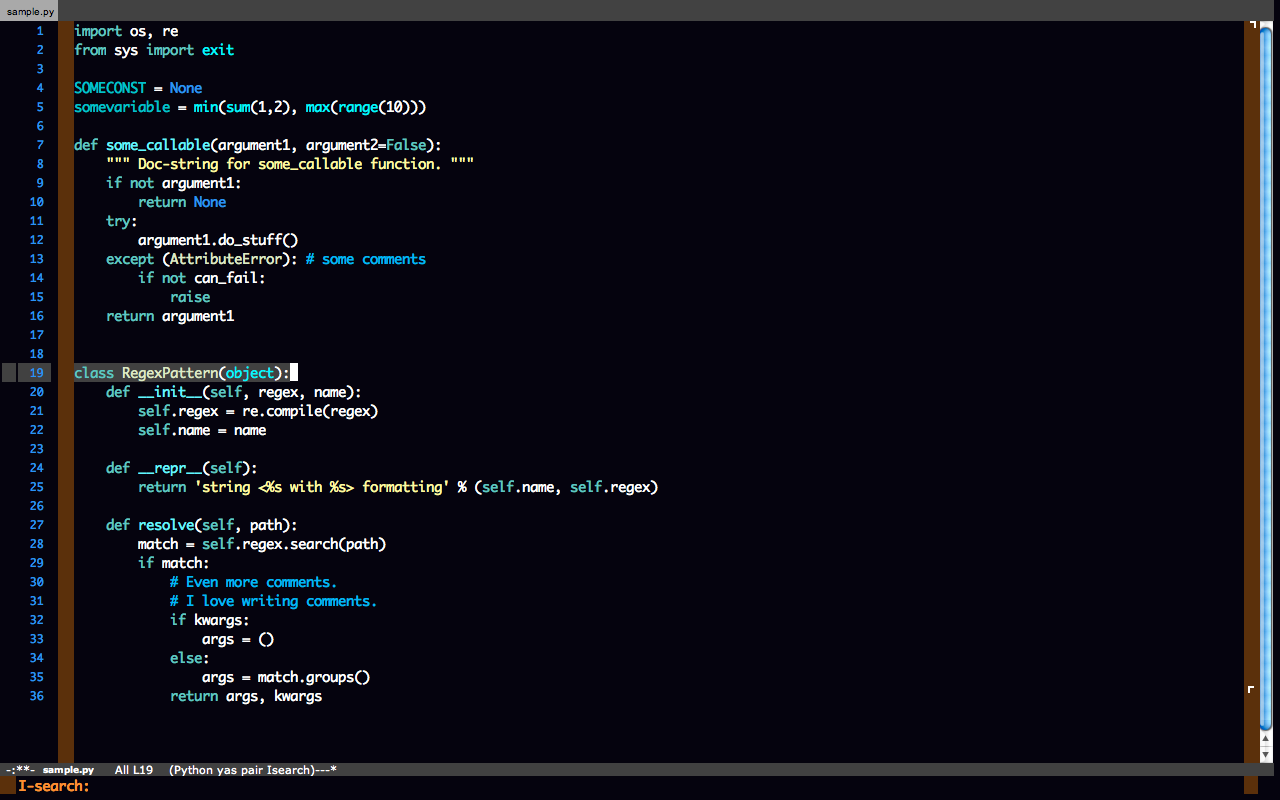 sample.py
1 import os, re
2 from sys import exit
3
4 SOMECONST = None
5 somevariable = min(sum(1,2), max(range(10)))
6
7 def some_callable(argument1, argument2=False):
8     """ Doc-string for some_callable function. """
9     if not argument1:
10         return None
11     try:
12         argument1.do_stuff()
13     except (AttributeError): # some comments
14         if not can_fail:
15             raise
16     return argument1
17
18
19 class RegexPattern(object):
20     def __init__(self, regex, name):
21         self.regex = re.compile(regex)
22         self.name = name
23
24     def __repr__(self):
25         return 'string <%s with %s> formatting' % (self.name, self.regex)
26
27     def resolve(self, path):
28         match = self.regex.search(path)
29         if match:
30             # Even more comments.
31             # I love writing comments.
32             if kwargs:
33                 args = ()
34             else:
35                 args = match.groups()
36             return args, kwargs
-:**- sample.py All L19 (Python yas pair Isearch)---*
I-search: